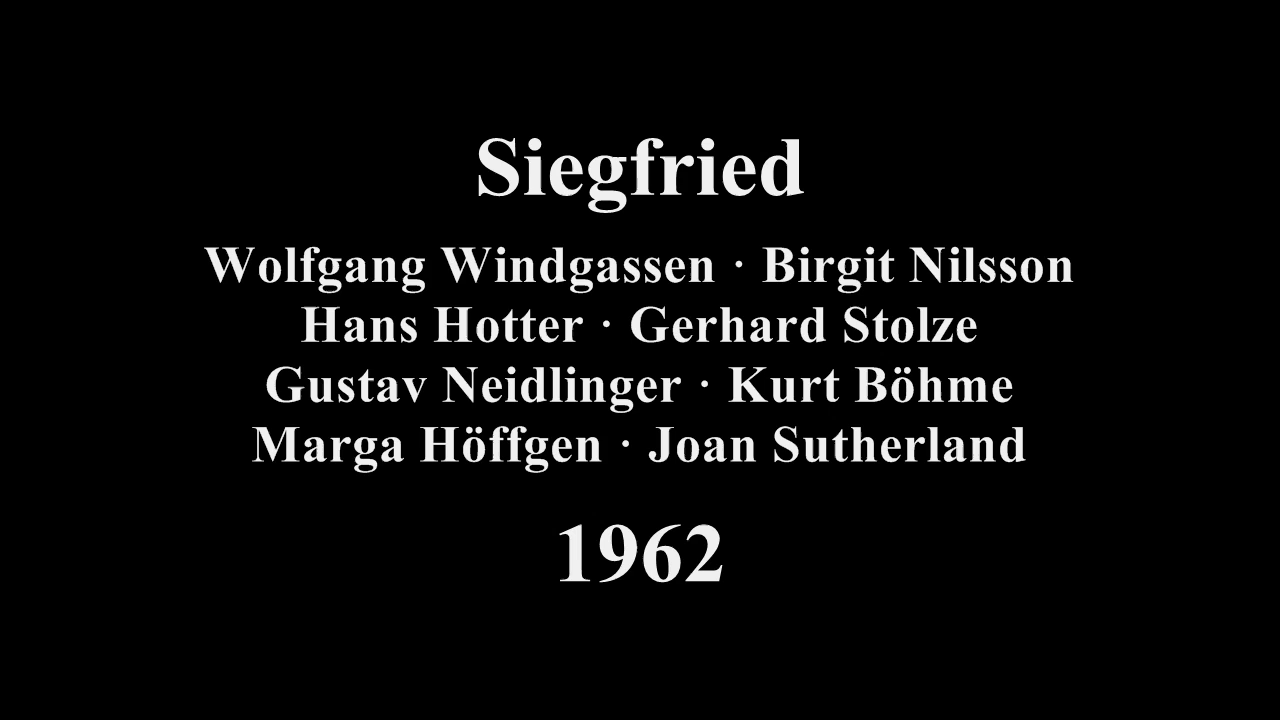 Siegfried
Wolfgang Windgassen · Birgit Nilsson
Hans Hotter · Gerhard Stolze
Gustav Neidlinger · Kurt Böhme
Marga Höffgen · Joan Sutherland
1962